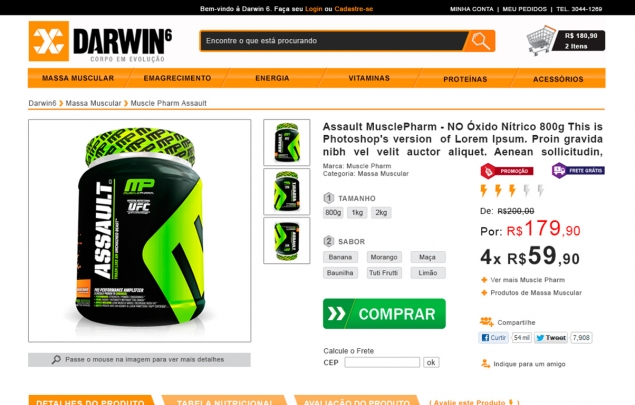 Bem-vindo à Darwin 6. Faça seu Login ou Cadastre-se
MINHA CONTA | MEU PEDIDOS | TEL. 3044-1269
DARWIN6
CORPO EM EVOLUÇÃO
Encontre o que está procurando
R$ 180,90
2 Itens
MASSA MUSCULAR
EMAGRECIMENTO
ENERGIA
VITAMINAS
PROTEÍNAS
ACESSÓRIOS
Darwin6 > Massa Muscular > Muscle Pharm Assault
MP
MUSCLEPHARM
UFC
ASSAULT
PRE-PERFORMANCE AMPLIFIER
Passe o mouse na imagem para ver mais detalhes
Assault MusclePharm - NO Óxido Nítrico 800g This is
Photoshop's version of Lorem Ipsum. Proin gravida
nibh vel velit auctor aliquet. Aenean sollicitudin,
Marca: Muscle Pharm
Categoria: Massa Muscular
1 TAMANHO
800g 1kg 2kg
2 SABOR
Banana Morango Maça
Baunilha Tuti Frutti Limão
COMPRAR
Calcule o Frete
CEP ok
PROMOÇÃO
FRETE GRÁTIS
De: R$200,00
Por: R$179,90
4x R$59,90
+ Ver mais Muscle Pharm
+ Produtos de Massa Muscular
Compartilhe
Curtir 54 mil Tweet 7,908
Indique para um amigo
DETALHES DO PRODUTO
TABELA NUTRICIONAL
AVALIAÇÃO DO PRODUTO
( Avalie este Produto )